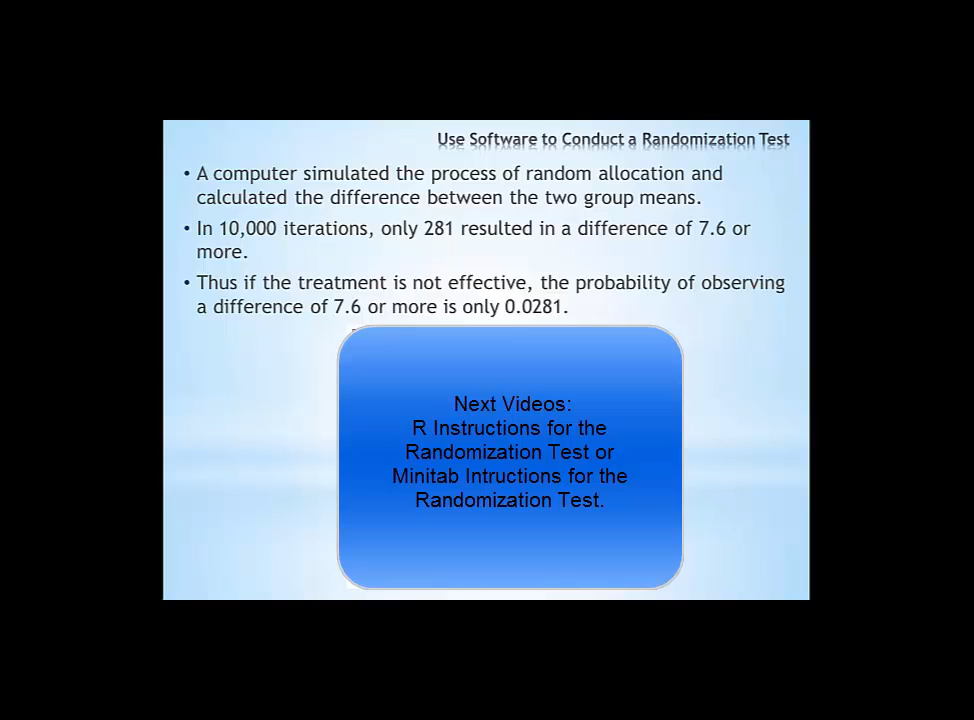 Use Software to Conduct a Randomization Test
• A computer simulated the process of random allocation and
calculated the difference between the two group means.
• In 10,000 iterations, only 281 resulted in a difference of 7.6 or
more.
• Thus if the treatment is not effective, the probability of observing
a difference of 7.6 or more is only 0.0281.
Next Videos:
R Instructions for the
Randomization Test or
Minitab Intructions for the
Randomization Test.